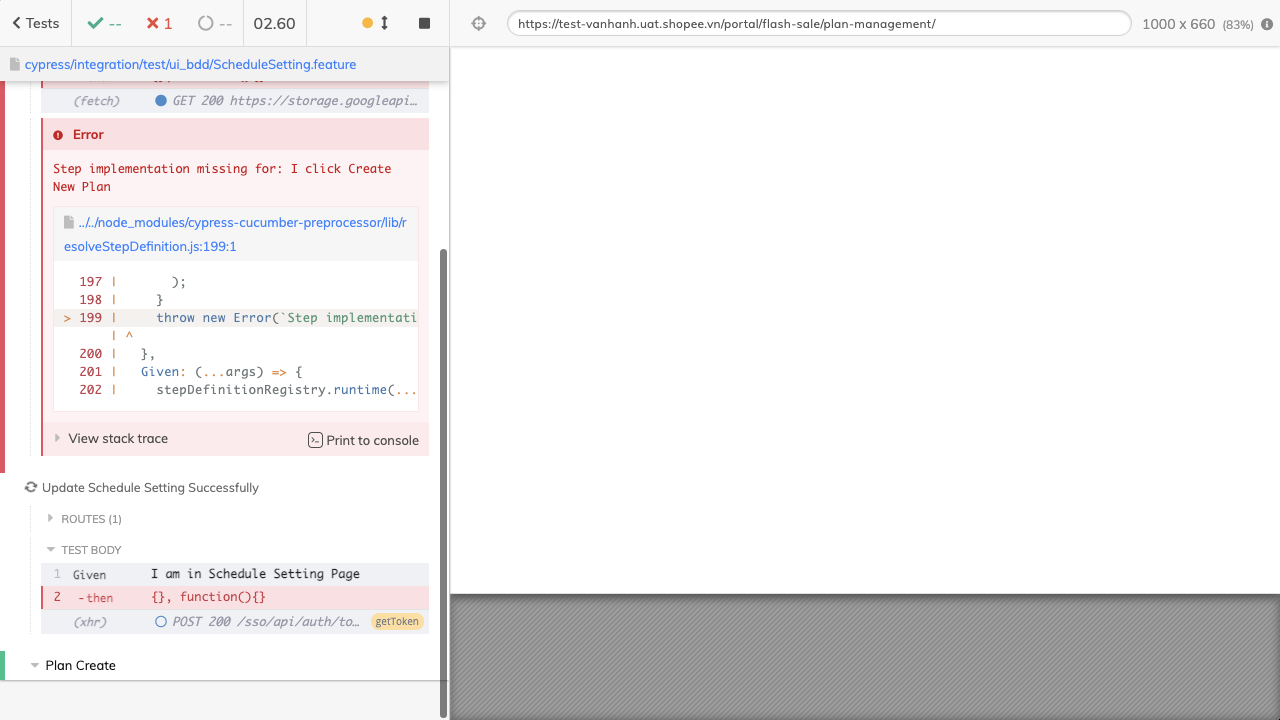 Tests
--
1
--
02.60
https://test-vanhanh.uat.shopee.vn/portal/flash-sale/plan-management/
1000 x 660 (83%)
cypress/integration/test/ui_bdd/ScheduleSetting.feature
(fetch) GET 200 https://storage.googleapi…
Error
Step implementation missing for: I click Create
New Plan
../../node_modules/cypress-cucumber-preprocessor/lib/r
esolveStepDefinition.js:199:1
197 | );
198 | }
> 199 | throw new Error(`Step implementati
| ^
200 | },
201 | Given: (...args) => {
202 | stepDefinitionRegistry.runtime(...
View stack trace
Print to console
Update Schedule Setting Successfully
ROUTES (1)
TEST BODY
1 Given I am in Schedule Setting Page
2 -then {}, function(){}
(xhr) POST 200 /sso/api/auth/to… getToken
Plan Create